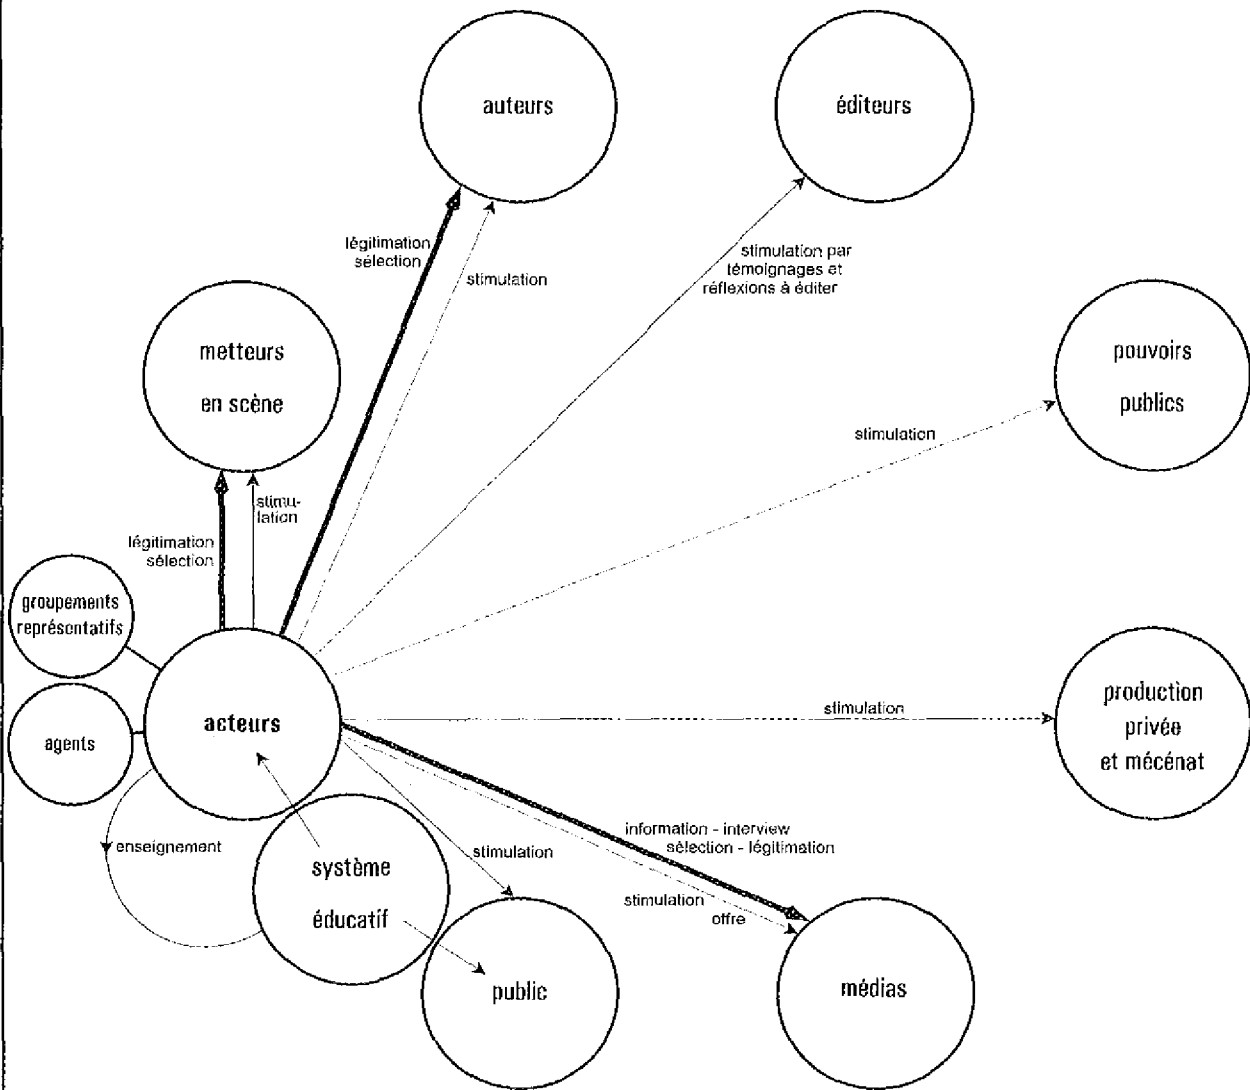 auteurs
éditeurs
légitimation
sélection
stimulation
stimulation par
témoignages et
réflexions à éditer
metteurs
en scène
pouvoirs
publics
stimulation
stimu-
lation
légitimation
sélection
groupements
représentatifs
acteurs
agents
stimulation
production
privée
et mécénat
enseignement
système
éducatif
stimulation
information - interview
sélection - légitimation
stimulation
offre
public
médias